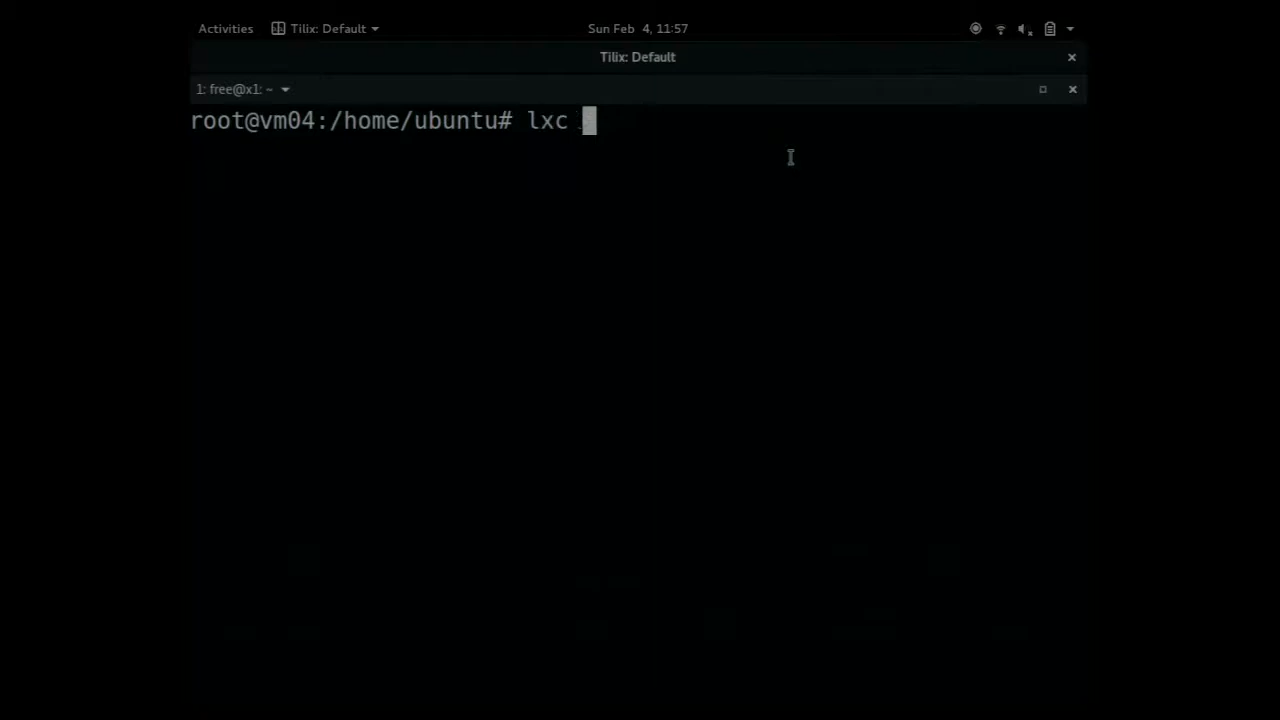 Activities Tilix: Default Sun Feb 4, 11:57
Tilix: Default
1: free@x1: ~
root@vm04:/home/ubuntu# lxc